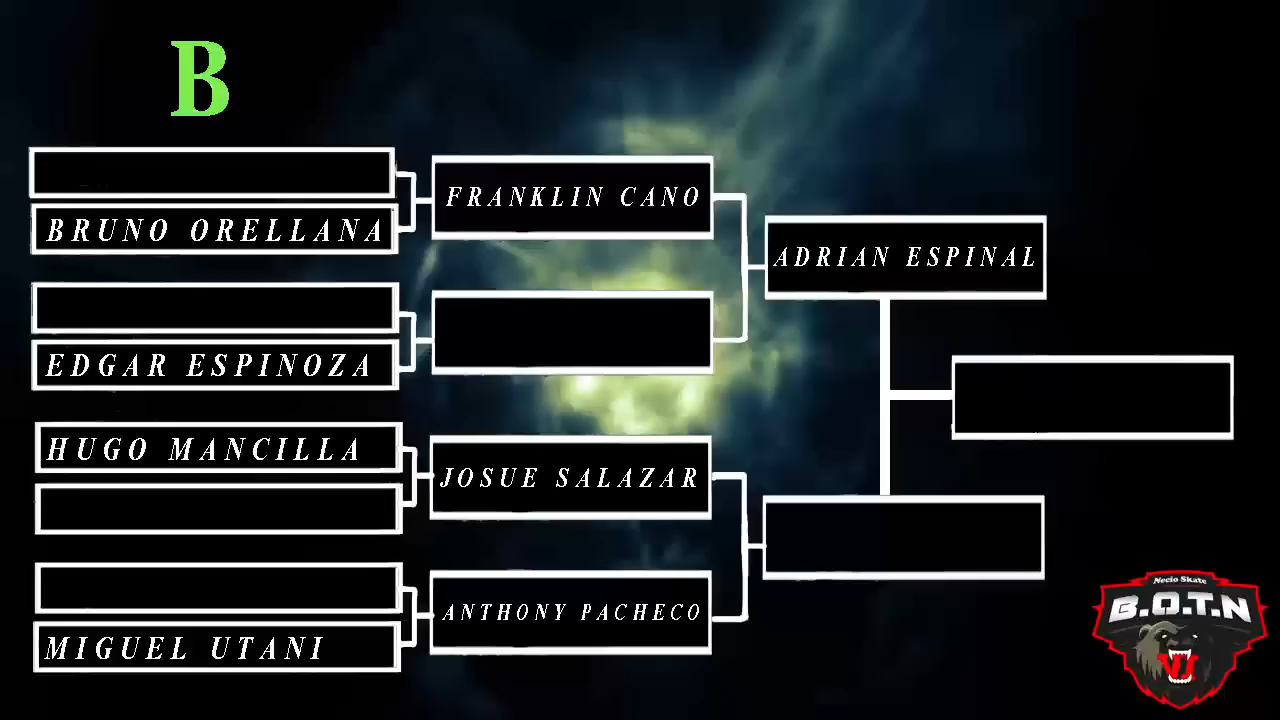 B
BRUNO ORELLANA
EDGAR ESPINOZA
HUGO MANCILLA
MIGUEL UTANI
FRANKLIN CANO
JOSUE SALAZAR
ANTHONY PACHECO
ADRIAN ESPINAL
Necio Skate
B.O.T.N